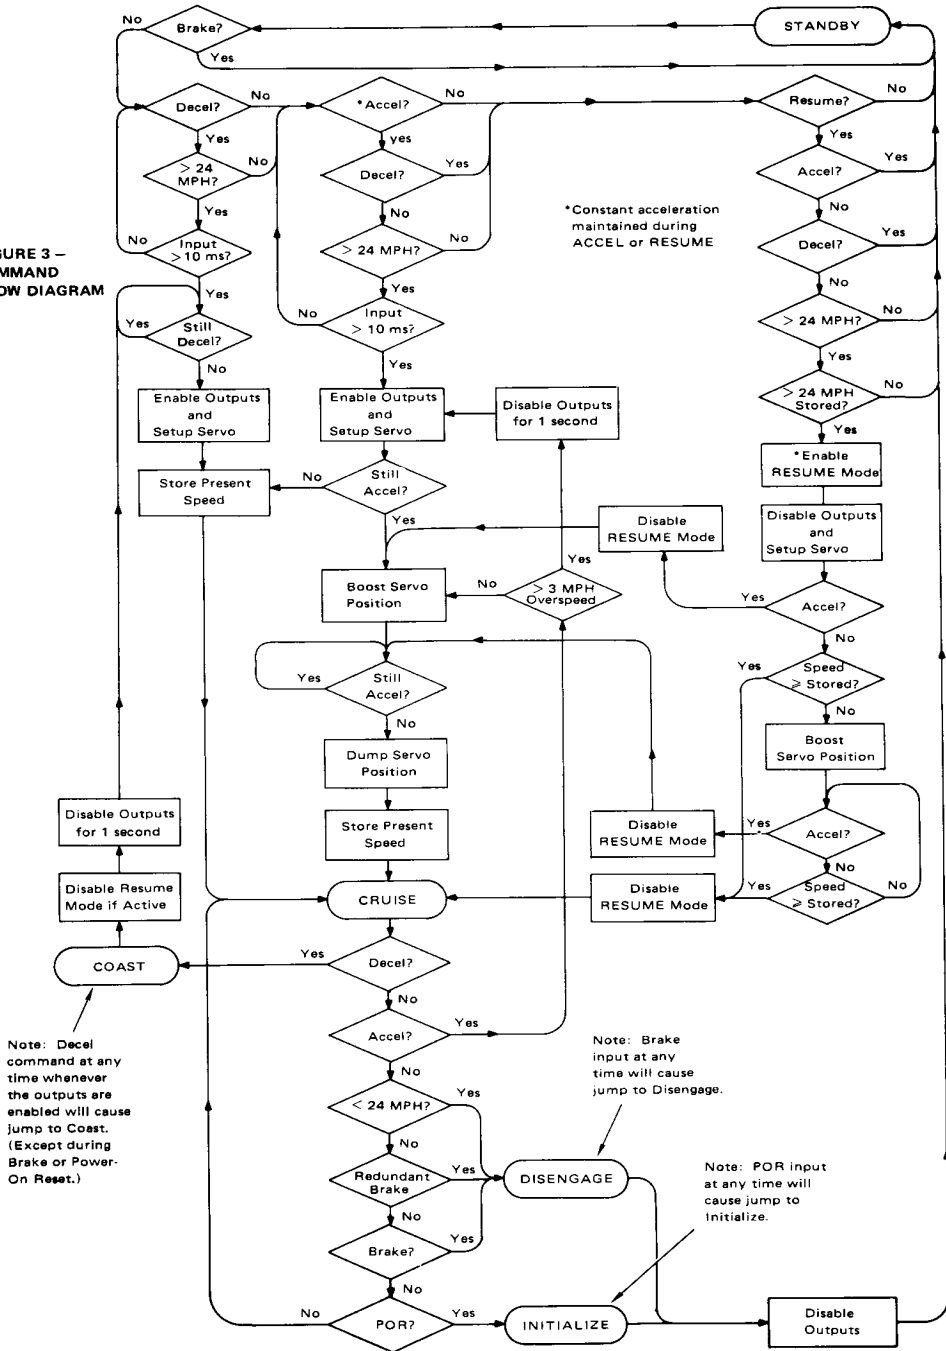 STANDBY
No
Brake?
Yes
Decel?
No
*Accel?
No
Resume?
No
Yes
yes
Yes
> 24
MPH?
No
Decel?
Yes
Accel?
Yes
Yes
No
No
*Constant acceleration
maintained during
ACCEL or RESUME
No
Input
> 10 ms?
> 24 MPH?
No
Decel?
Yes
GURE 3 –
MMAND
OW DIAGRAM
Yes
Yes
No
Yes
Still
Decel?
No
Input
> 10 ms?
> 24 MPH?
No
No
Yes
Yes
Enable Outputs
and
Setup Servo
Enable Outputs
and
Setup Servo
Disable Outputs
for 1 second
> 24 MPH
Stored?
No
Yes
Store Present
Speed
No
Still
Accel?
*Enable
RESUME Mode
Yes
Disable
RESUME Mode
Disable Outputs
and
Setup Servo
Yes
Boost Servo
Position
No
> 3 MPH
Overspeed
Yes
Accel?
No
Yes
Still
Accel?
Yes
Speed
⩾ Stored?
No
No
Dump Servo
Position
Boost
Servo Position
Disable Outputs
for 1 second
Store Present
Speed
Disable
RESUME Mode
Yes
Accel?
No
Disable Resume
Mode if Active
CRUISE
Disable
RESUME Mode
Yes
Speed
⩾ Stored?
No
COAST
Yes
Decel?
No
Accel?
Yes
No
Note: Decel
command at any
time whenever
the outputs are
enabled will cause
jump to Coast.
(Except during
Brake or Power-
On Reset.)
Note: Brake
input at any
time will cause
jump to Disengage.
< 24 MPH?
Yes
No
Redundant
Brake
Yes
DISENGAGE
Note: POR input
at any time will
cause jump to
Initialize.
No
Brake?
Yes
No
No
POR?
Yes
INITIALIZE
Disable
Outputs